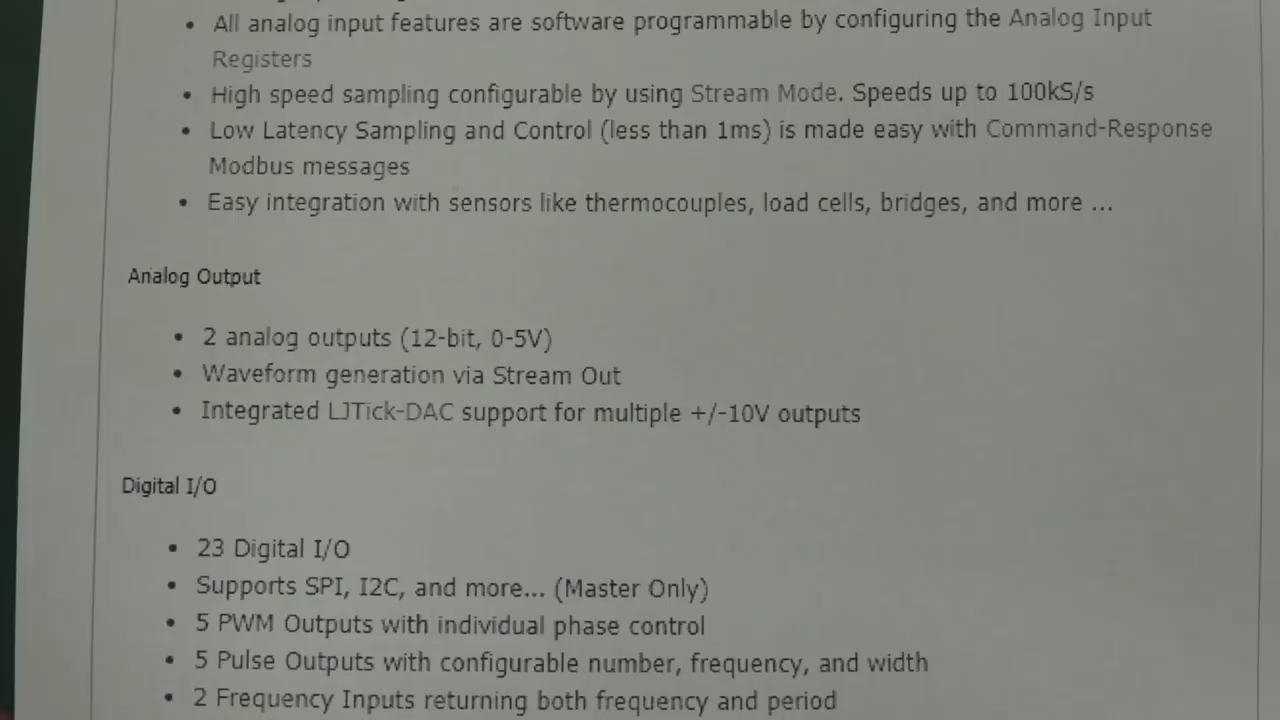 • All analog input features are software programmable by configuring the Analog Input
Registers
• High speed sampling configurable by using Stream Mode. Speeds up to 100kS/s
• Low Latency Sampling and Control (less than 1ms) is made easy with Command-Response
Modbus messages
• Easy integration with sensors like thermocouples, load cells, bridges, and more ...
Analog Output
• 2 analog outputs (12-bit, 0-5V)
• Waveform generation via Stream Out
• Integrated LJTick-DAC support for multiple +/-10V outputs
Digital I/O
• 23 Digital I/O
• Supports SPI, I2C, and more... (Master Only)
• 5 PWM Outputs with individual phase control
• 5 Pulse Outputs with configurable number, frequency, and width
• 2 Frequency Inputs returning both frequency and period